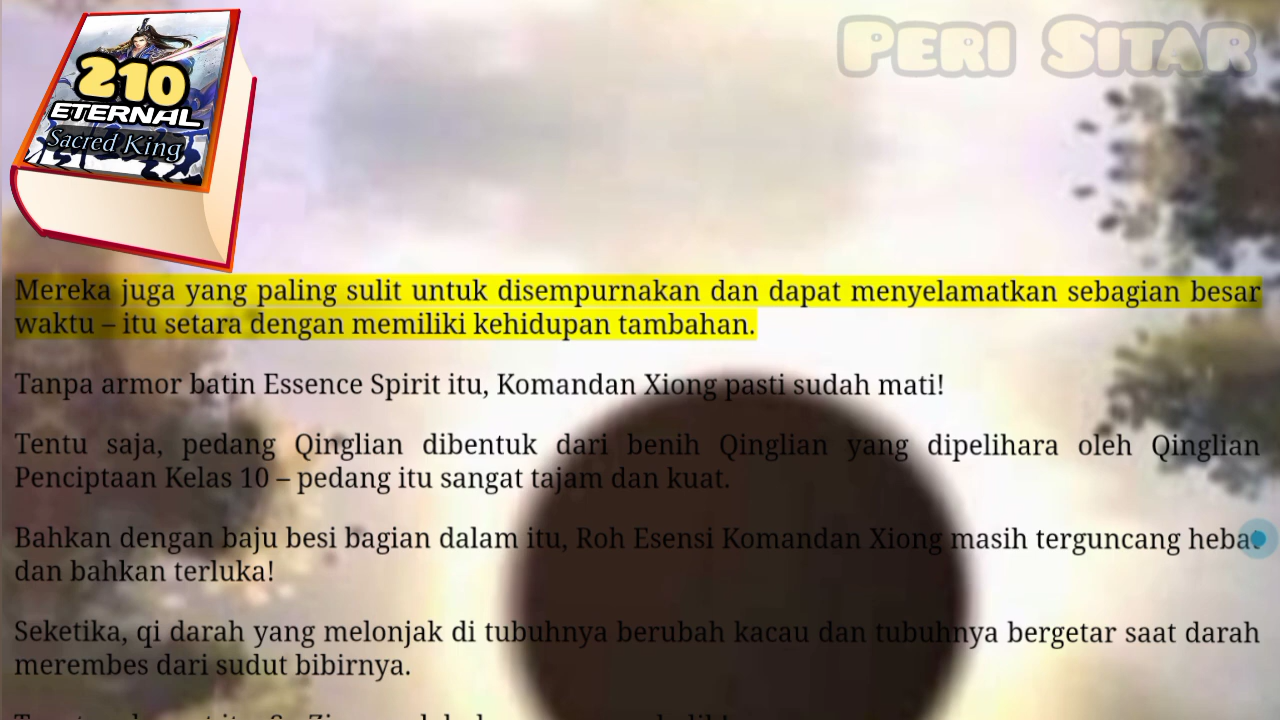 PERI SITAR
210
ETERNAL
Sacred King
Mereka juga yang paling sulit untuk disempurnakan dan dapat menyelamatkan sebagian besar
waktu – itu setara dengan memiliki kehidupan tambahan.
Tanpa armor batin Essence Spirit itu, Komandan Xiong pasti sudah mati!
Tentu saja, pedang Qinglian dibentuk dari benih Qinglian yang dipelihara oleh Qinglian
Penciptaan Kelas 10 – pedang itu sangat tajam dan kuat.
Bahkan dengan baju besi bagian dalam itu, Roh Esensi Komandan Xiong masih terguncang hebat
dan bahkan terluka!
Seketika, qi darah yang melonjak di tubuhnya berubah kacau dan tubuhnya bergetar saat darah
merembes dari sudut bibirnya.